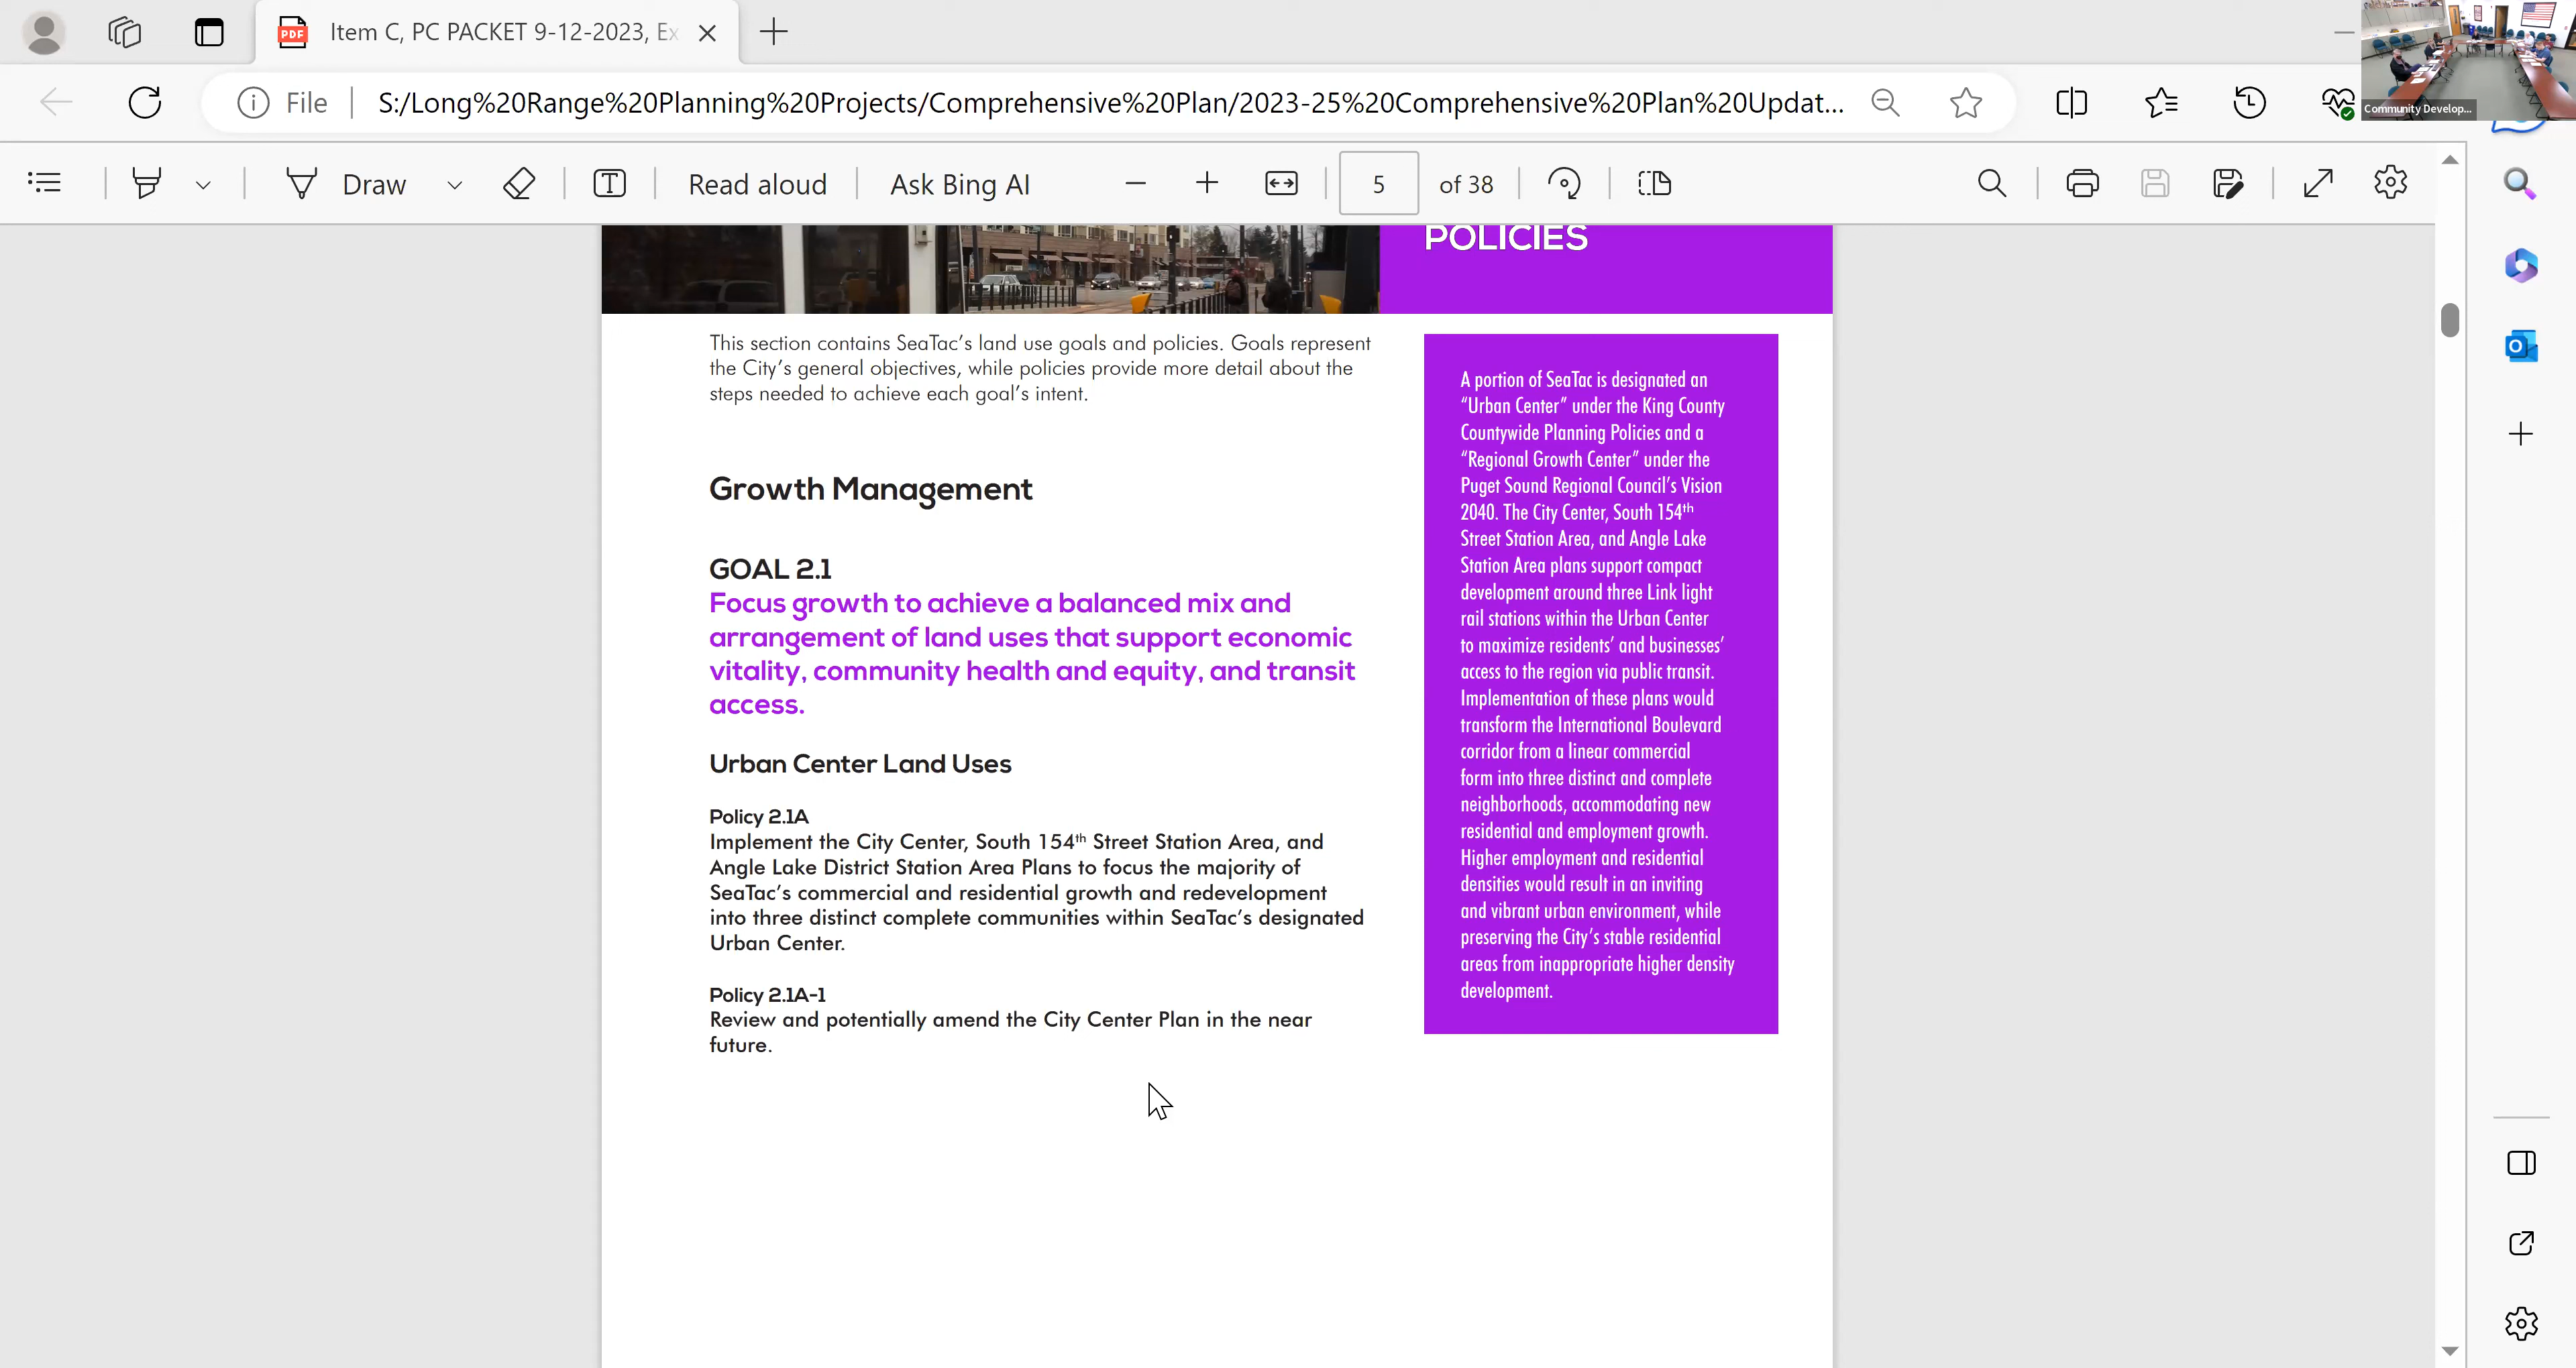 Item C, PC PACKET 9-12-2023, Ex
File
S:/Long%20Range%20Planning%20Projects/Comprehensive%20Plan/2023-25%20Comprehensive%20Plan%20Updat...
Community Develop...
Draw
Read aloud
Ask Bing AI
5
of 38
POLICIES
This section contains SeaTac's land use goals and policies. Goals represent
the City's general objectives, while policies provide more detail about the
steps needed to achieve each goal's intent.
Growth Management
GOAL 2.1
Focus growth to achieve a balanced mix and
arrangement of land uses that support economic
vitality, community health and equity, and transit
access.
Urban Center Land Uses
Policy 2.1A
Implement the City Center, South 154th Street Station Area, and
Angle Lake District Station Area Plans to focus the majority of
SeaTac's commercial and residential growth and redevelopment
into three distinct complete communities within SeaTac's designated
Urban Center.
Policy 2.1A-1
Review and potentially amend the City Center Plan in the near
future.
A portion of SeaTac is designated an
"Urban Center" under the King County
Countywide Planning Policies and a
"Regional Growth Center" under the
Puget Sound Regional Council's Vision
2040. The City Center, South 154th
Street Station Area, and Angle Lake
Station Area plans support compact
development around three Link light
rail stations within the Urban Center
to maximize residents' and businesses'
access to the region via public transit.
Implementation of these plans would
transform the International Boulevard
corridor from a linear commercial
form into three distinct and complete
neighborhoods, accommodating new
residential and employment growth.
Higher employment and residential
densities would result in an inviting
and vibrant urban environment, while
preserving the City's stable residential
areas from inappropriate higher density
development.